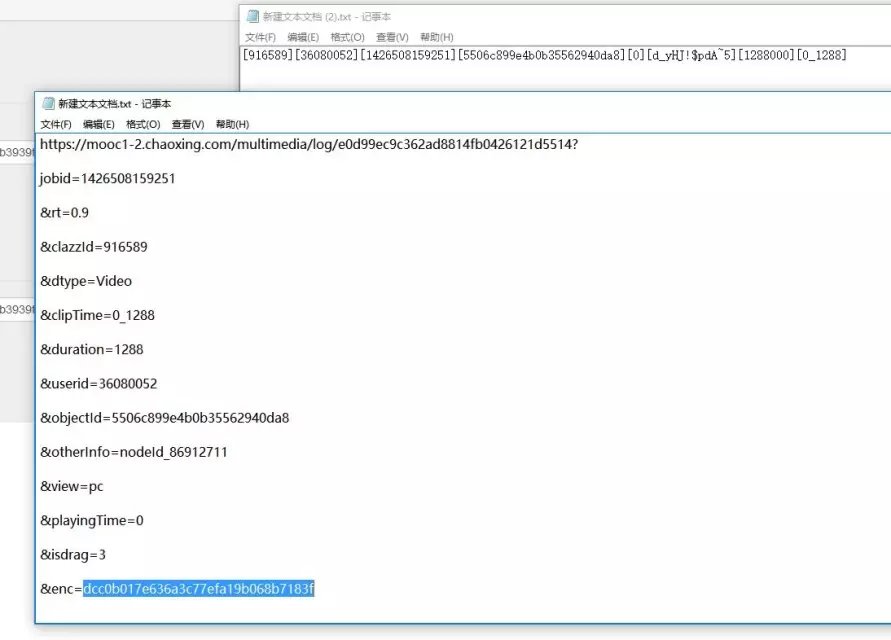 新建文本文档 (2).txt - 记事本
文件(F) 编辑(E) 格式(O) 查看(V) 帮助(H)
[916589][36080052][1426508159251][5506c899e4b0b35562940da8][0][d_yHJ!$pdA~5][1288000][0_1288]
新建文本文档.txt - 记事本
文件(F) 编辑(E) 格式(O) 查看(V) 帮助(H)
https://mooc1-2.chaoxing.com/multimedia/log/e0d99ec9c362ad8814fb0426121d5514?
b3939f
jobid=1426508159251
&rt=0.9
&clazzId=916589
&dtype=Video
b3939f
&clipTime=0_1288
&duration=1288
&userid=36080052
&objectId=5506c899e4b0b35562940da8
&otherInfo=nodeId_86912711
&view=pc
&playingTime=0
&isdrag=3
&enc=dcc0b017e636a3c77efa19b068b7183f